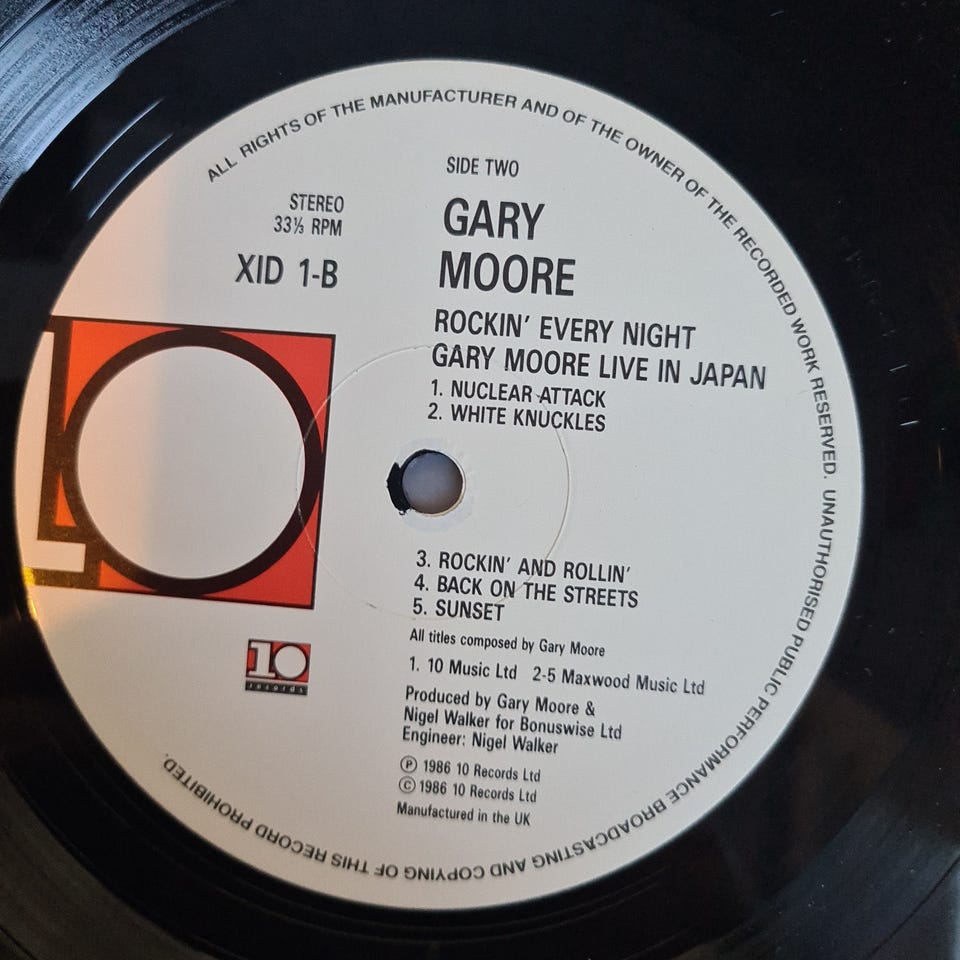 ALL RIGHTS OF THE MANUFACTURER AND OF THE OWNER OF THE RECORDED WORK RESERVED. UNAUTHORISED PUBLIC PERFORMANCE BROADCASTING AND COPYING OF THIS RECORD PROHIBITED.
SIDE TWO
STEREO
33⅓ RPM
XID 1-B
GARY
MOORE
ROCKIN' EVERY NIGHT
GARY MOORE LIVE IN JAPAN
1. NUCLEAR ATTACK
2. WHITE KNUCKLES
10
3. ROCKIN' AND ROLLIN'
4. BACK ON THE STREETS
5. SUNSET
All titles composed by Gary Moore
1. 10 Music Ltd 2-5 Maxwood Music Ltd
Produced by Gary Moore &
Nigel Walker for Bonuswise Ltd
Engineer: Nigel Walker
Ⓟ 1986 10 Records Ltd
© 1986 10 Records Ltd
Manufactured in the UK
10
records